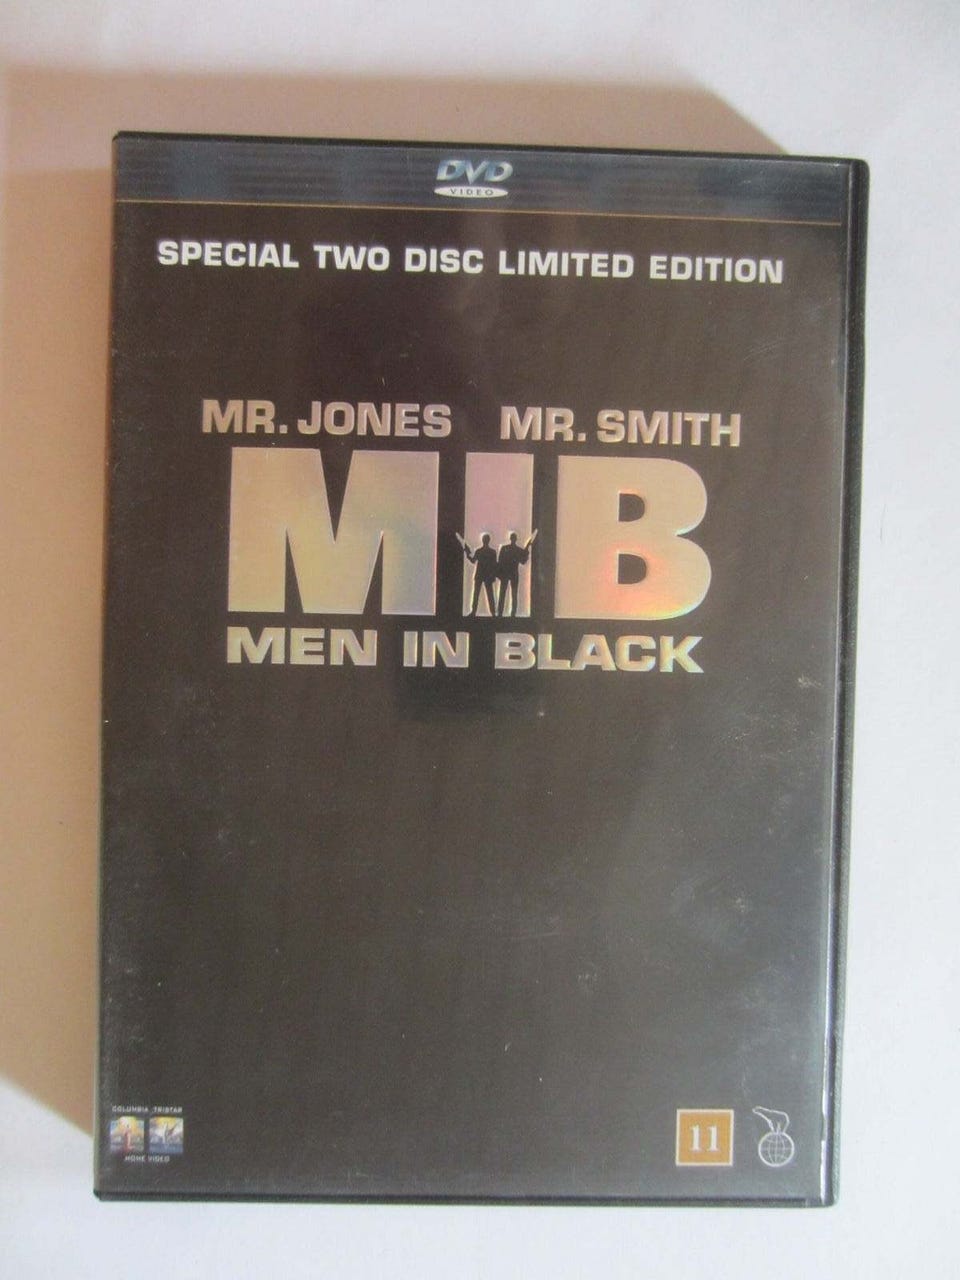 DVD
VIDEO
SPECIAL TWO DISC LIMITED EDITION
MR. JONES MR. SMITH
MIB
MEN IN BLACK
COLUMBIA TRISTAR
HOME VIDEO
11